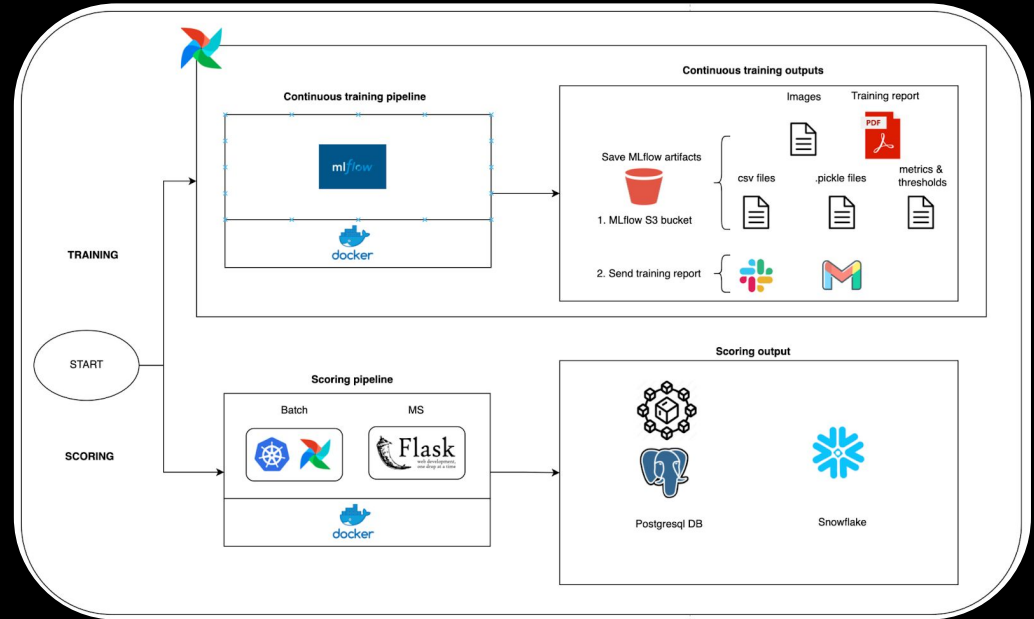 Continuous training outputs
Continuous training pipeline
Images
Training report
PDF
mlflow
Save MLflow artifacts
csv files
.pickle files
metrics &
thresholds
1. MLflow S3 bucket
docker
TRAINING
2. Send training report
START
Scoring output
Scoring pipeline
Batch
MS
Flask
web development,
one drop at a time
SCORING
docker
Postgresql DB
Snowflake